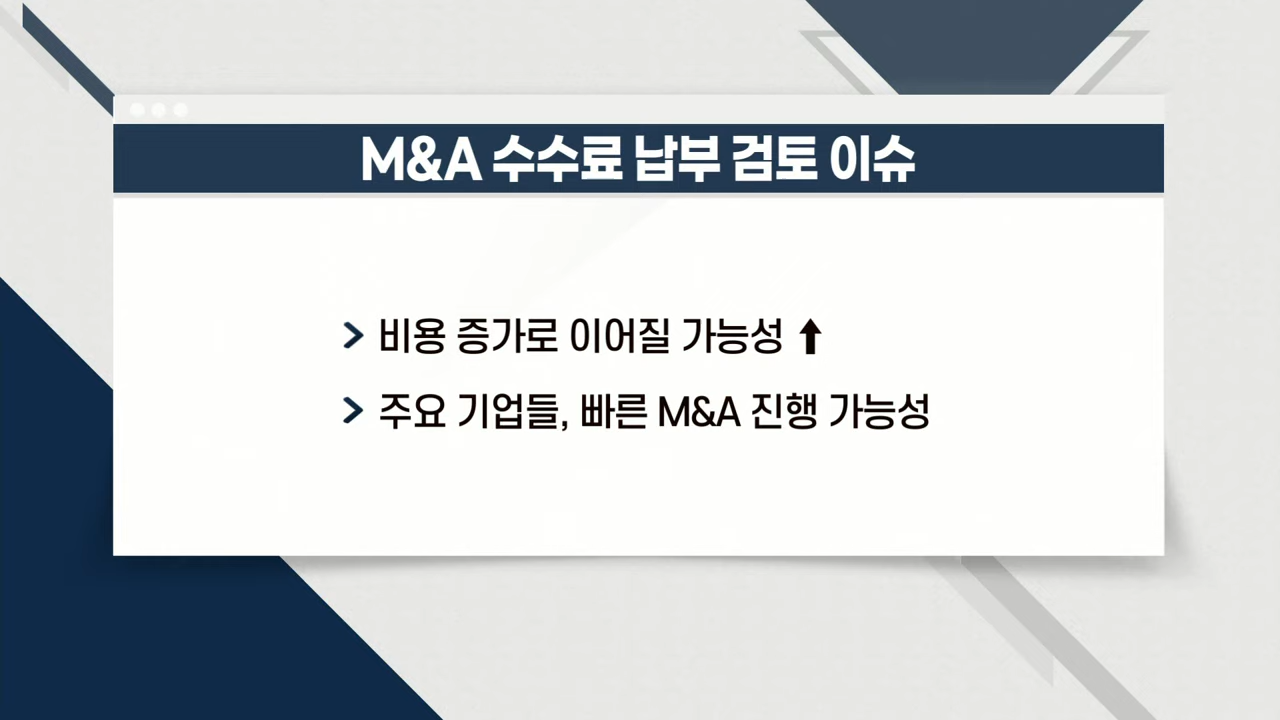 M&A 수수료 납부 검토 이슈
> 비용 증가로 이어질 가능성 ⬆
> 주요 기업들, 빠른 M&A 진행 가능성